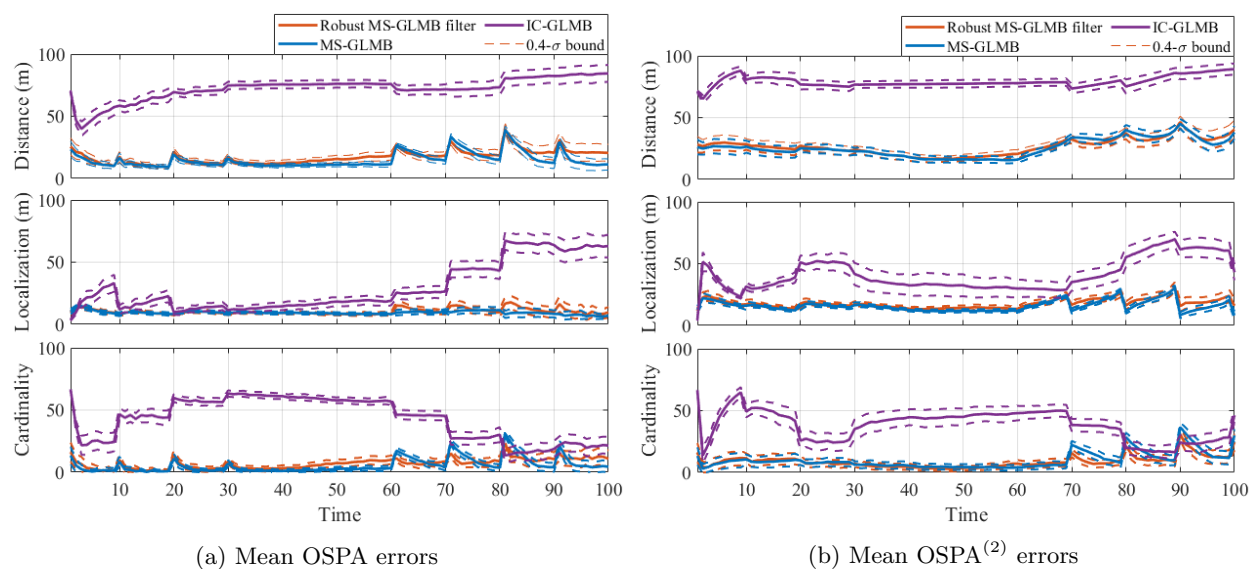 Robust MS-GLMB filter IC-GLMB
MS-GLMB 0.4-σ bound
100
50
0
Distance (m)
100
50
0
Localization (m)
100
50
0
Cardinality
10 20 30 40 50 60 70 80 90 100
Time
(a) Mean OSPA errors
Robust MS-GLMB filter IC-GLMB
MS-GLMB 0.4-σ bound
100
50
0
Distance (m)
100
50
0
Localization (m)
100
50
0
Cardinality
10 20 30 40 50 60 70 80 90 100
Time
(b) Mean OSPA⁽²⁾ errors